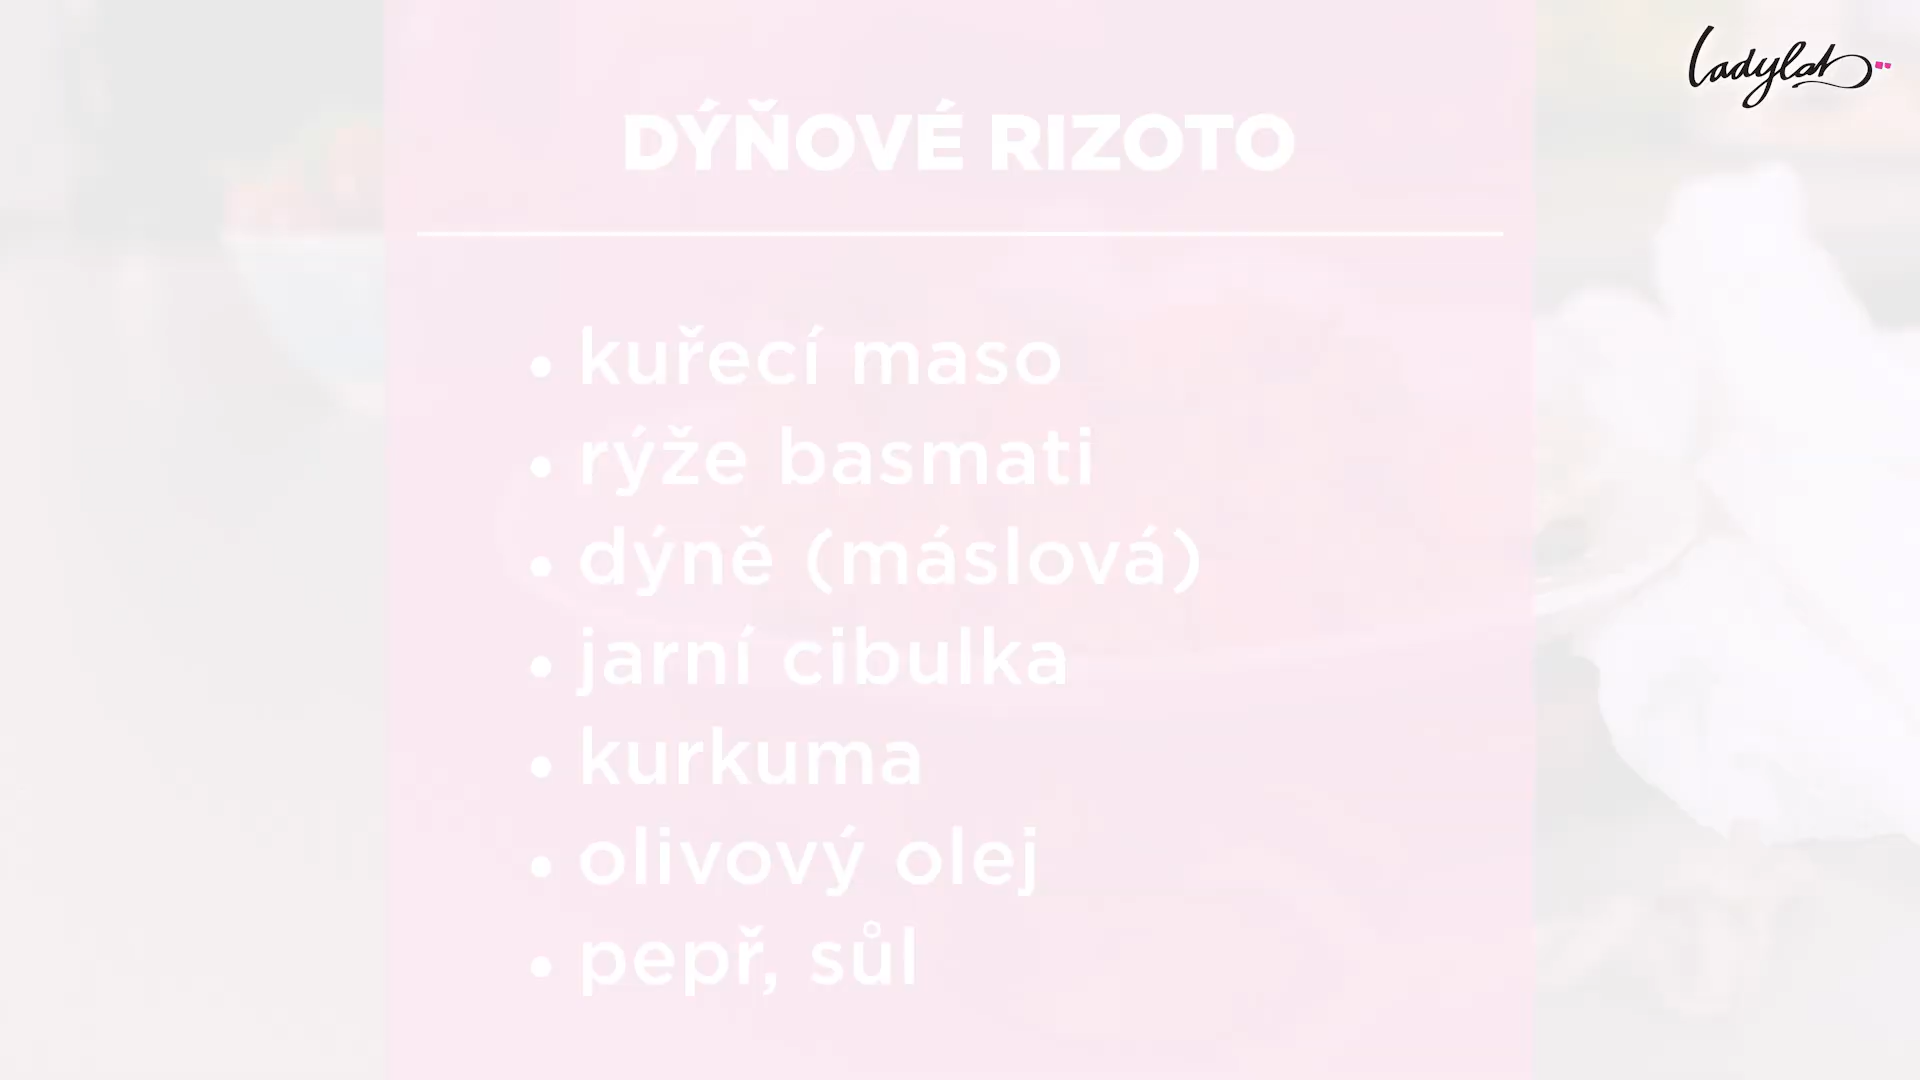 Ladylab
DÝŇOVÉ RIZOTO
• kuřecí maso
• rýže basmati
• dýně (máslová)
• jarní cibulka
• kurkuma
• olivový olej
• pepř, sůl